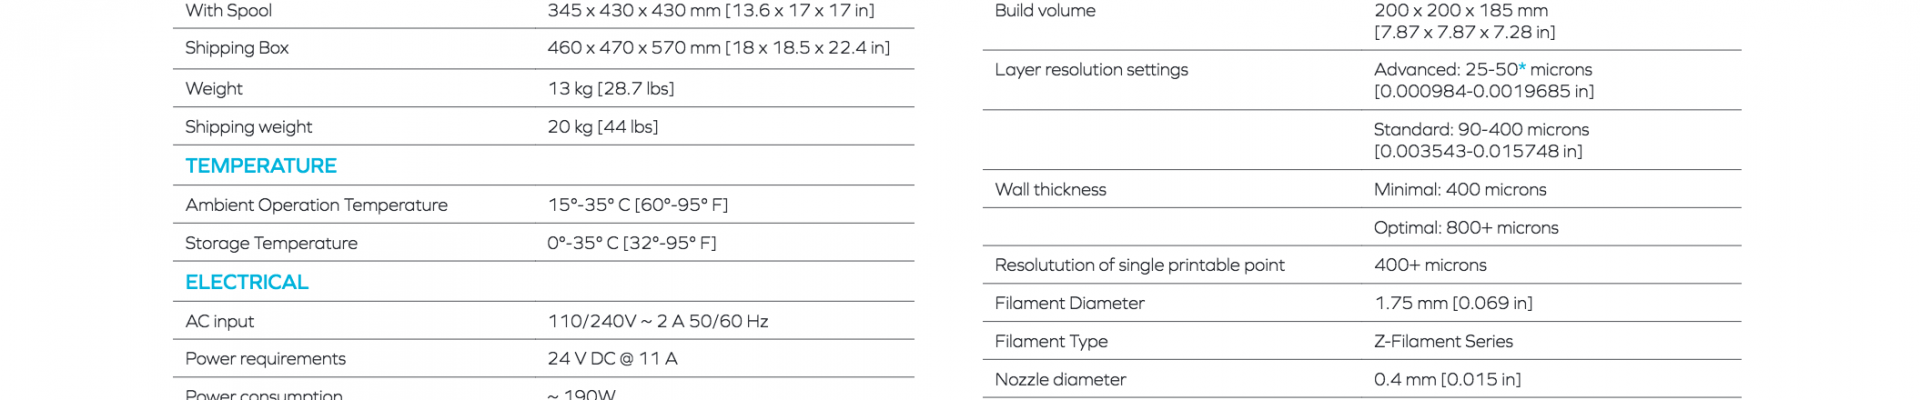 With Spool 345 x 430 x 430 mm [13.6 x 17 x 17 in]
Shipping Box 460 x 470 x 570 mm [18 x 18.5 x 22.4 in]
Weight 13 kg [28.7 lbs]
Shipping weight 20 kg [44 lbs]
TEMPERATURE
Ambient Operation Temperature 15°-35° C [60°-95° F]
Storage Temperature 0°-35° C [32°-95° F]
ELECTRICAL
AC input 110/240V ~ 2 A 50/60 Hz
Power requirements 24 V DC @ 11 A
Power consumption ~ 190W
Build volume 200 x 200 x 185 mm
[7.87 x 7.87 x 7.28 in]
Layer resolution settings Advanced: 25-50* microns
[0.000984-0.0019685 in]
Standard: 90-400 microns
[0.003543-0.015748 in]
Wall thickness Minimal: 400 microns
Optimal: 800+ microns
Resolutution of single printable point 400+ microns
Filament Diameter 1.75 mm [0.069 in]
Filament Type Z-Filament Series
Nozzle diameter 0.4 mm [0.015 in]